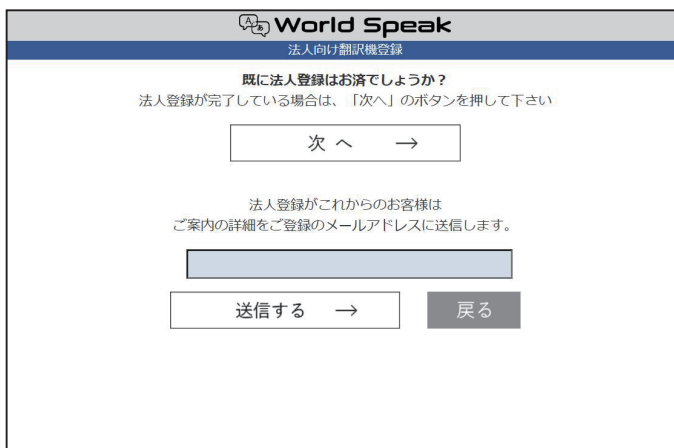 World Speak
法人向け翻訳機登録
既に法人登録はお済でしょうか？
法人登録が完了している場合は、「次へ」のボタンを押して下さい
次 へ →
法人登録がこれからのお客様は
ご案内の詳細をご登録のメールアドレスに送信します。
送信する →
戻る